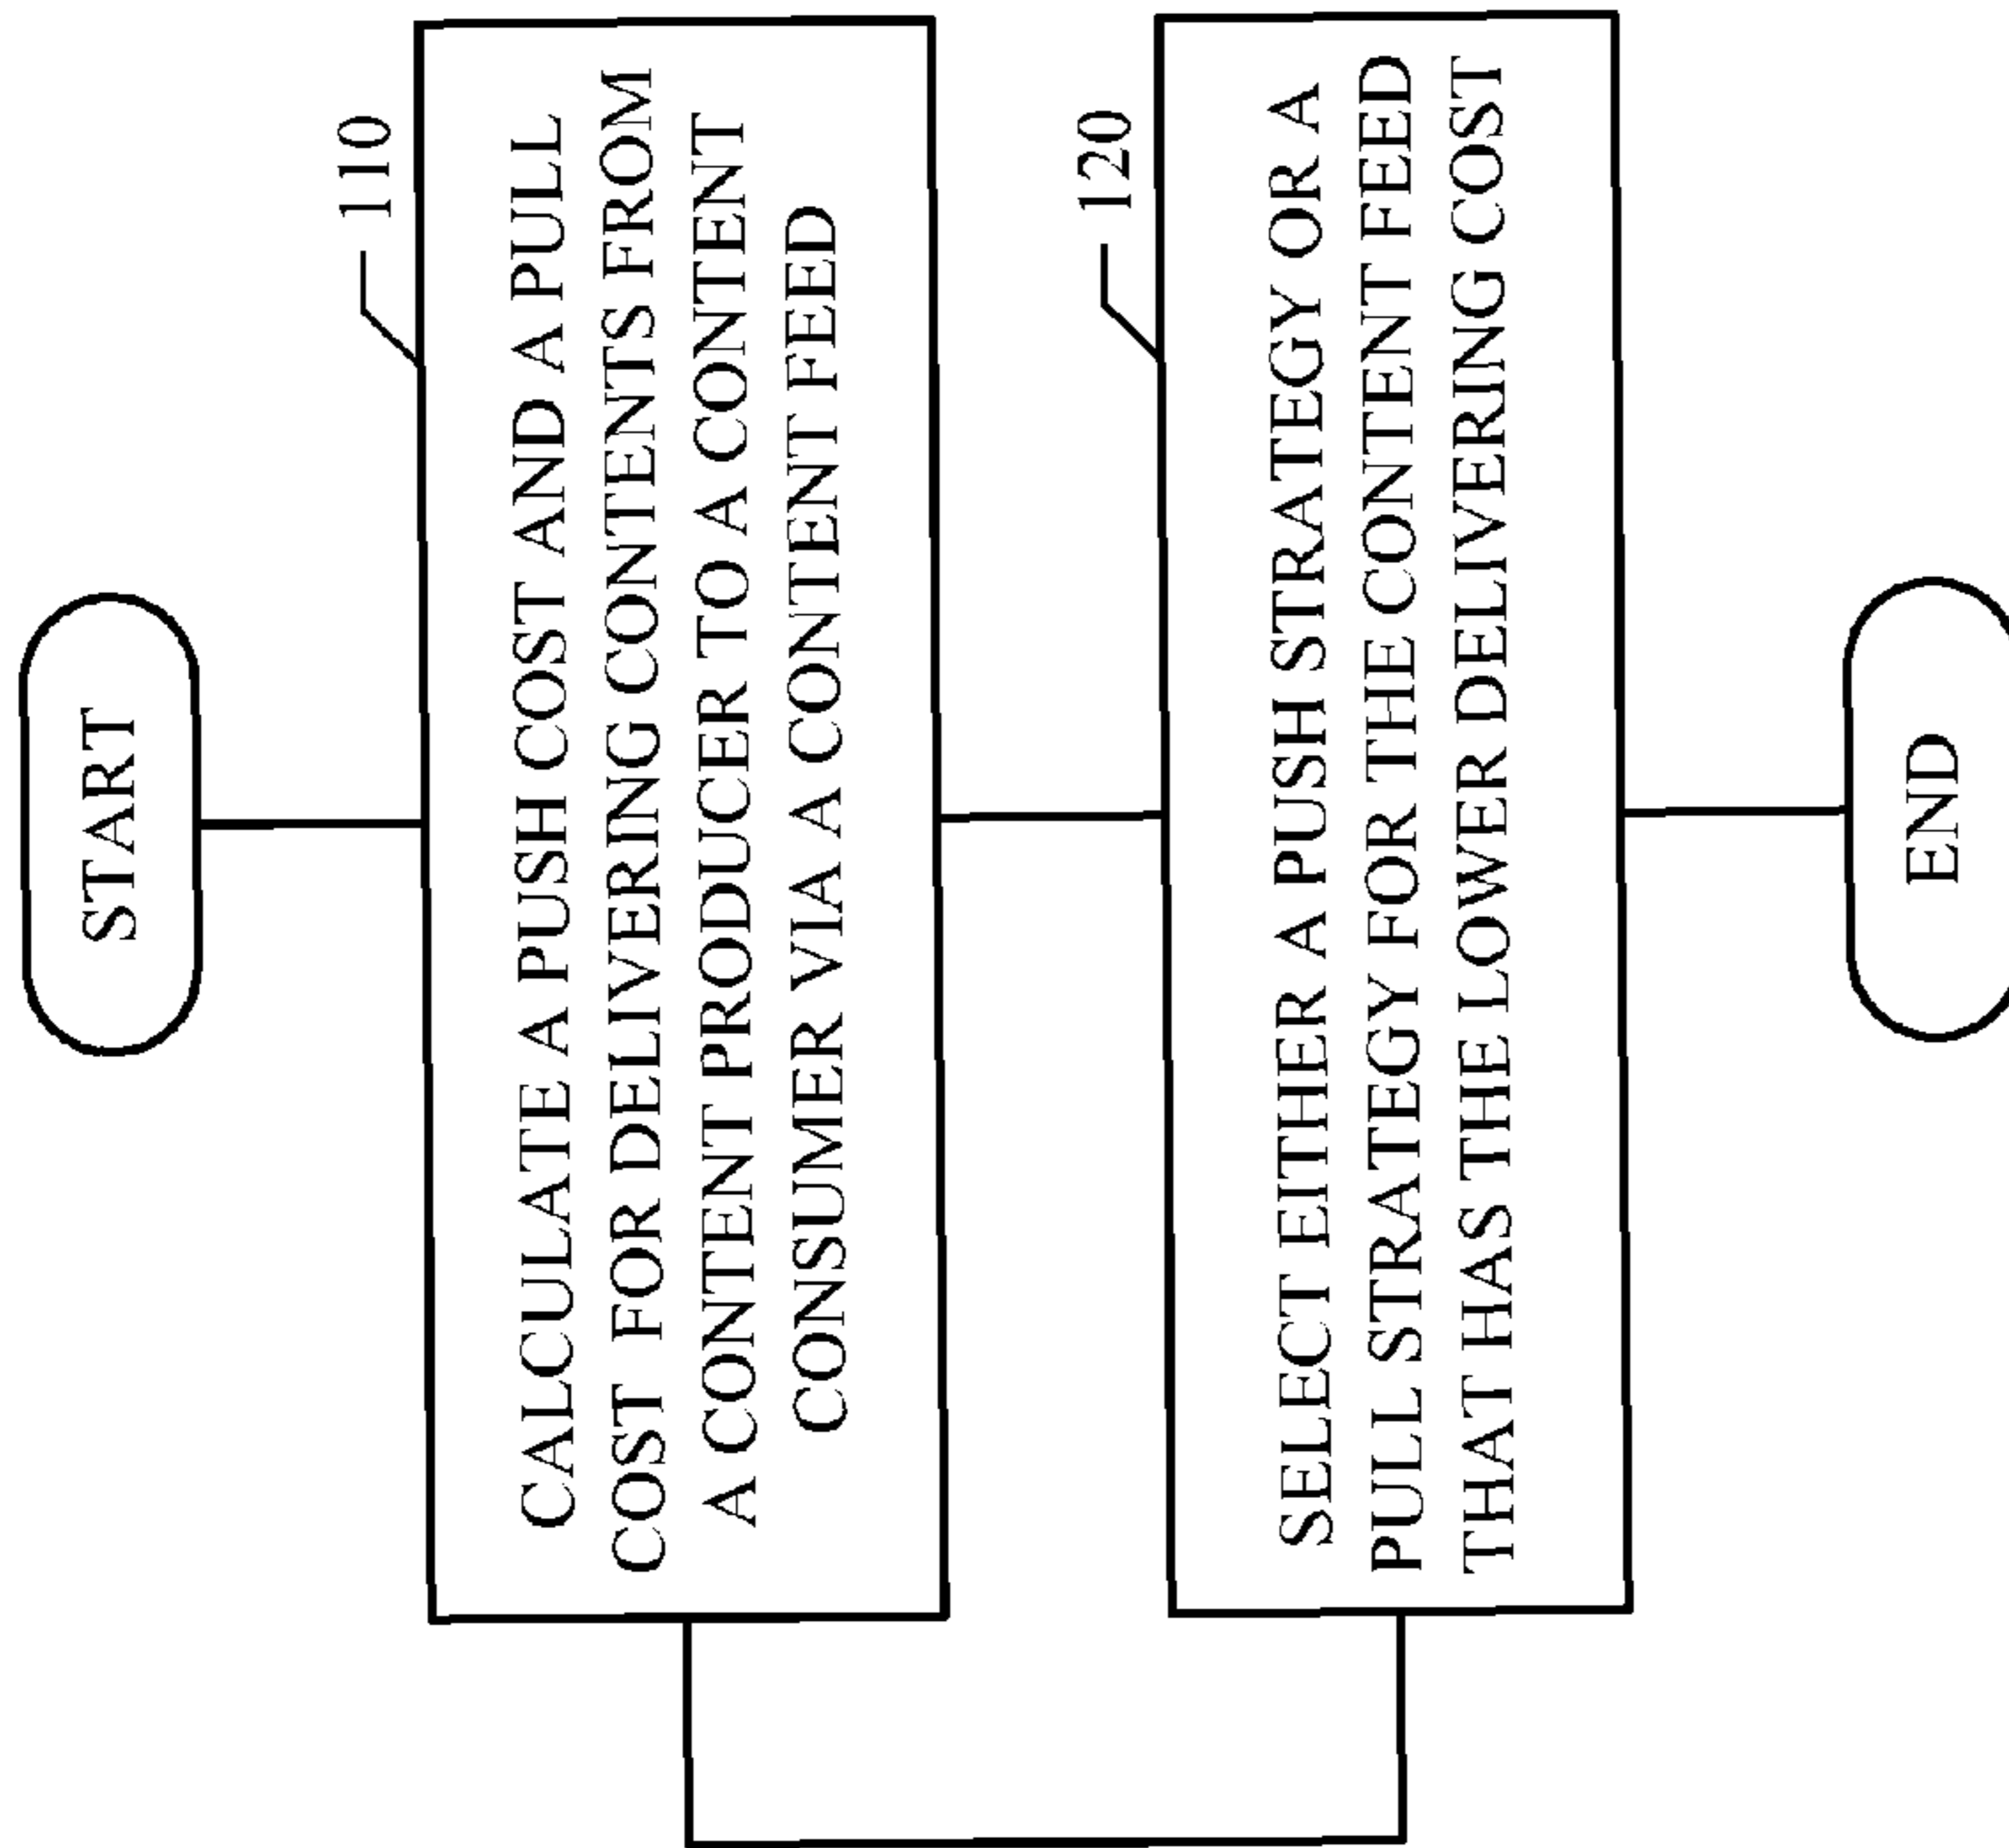 START
110
CALCULATE A PUSH COST AND A PULL
COST FOR DELIVERING CONTENTS FROM
A CONTENT PRODUCER TO A CONTENT
CONSUMER VIA A CONTENT FEED
120
SELECT EITHER A PUSH STRATEGY OR A
PULL STRATEGY FOR THE CONTENT FEED
THAT HAS THE LOWER DELIVERING COST
END